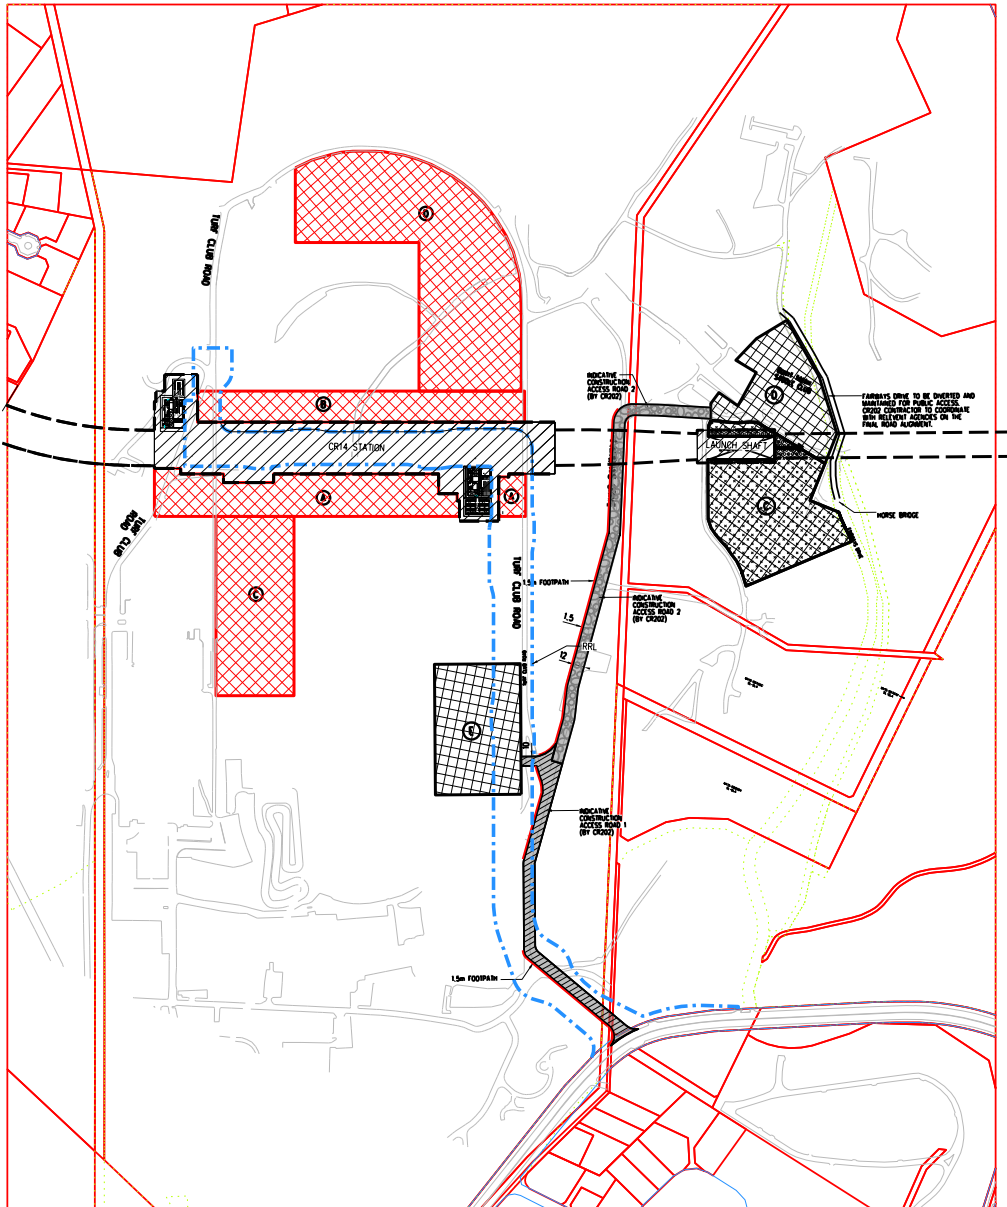 TURF CLUB ROAD
D
INDICATIVE
CONSTRUCTION
ACCESS ROAD 2
(BY CR202)
D
FAIRWAYS DRIVE TO BE DIVERTED AND
MAINTAINED FOR PUBLIC ACCESS.
CR202 CONTRACTOR TO COORDINATE
WITH RELEVENT AGENCIES ON THE
FINAL ROAD ALIGNMENT.
B
CR14 STATION
LAUNCH SHAFT
A
A
C
HORSE BRIDGE
TURF CLUB
ROAD
TURF CLUB ROAD
1.5m FOOTPATH
C
INDICATIVE
CONSTRUCTION
ACCESS ROAD 2
(BY CR202)
1.5
RRL
12
10
INDICATIVE
CONSTRUCTION
ACCESS ROAD 1
(BY CR202)
1.5m FOOTPATH